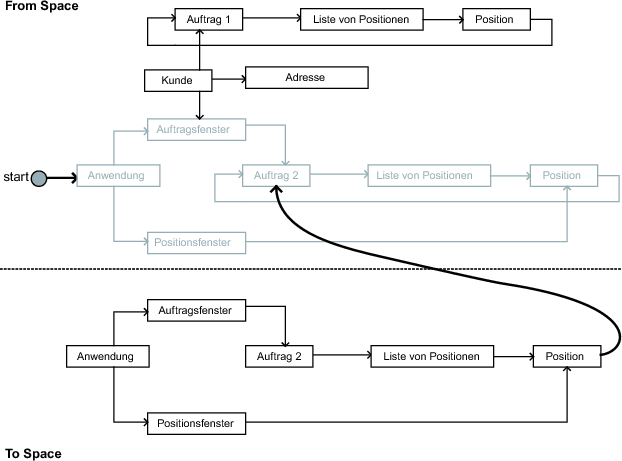 From Space
Auftrag 1
Liste von Positionen
Position
Kunde
Adresse
Auftragsfenster
start
Anwendung
Auftrag 2
Liste von Positionen
Position
Positionsfenster
Auftragsfenster
Anwendung
Auftrag 2
Liste von Positionen
Position
Positionsfenster
To Space